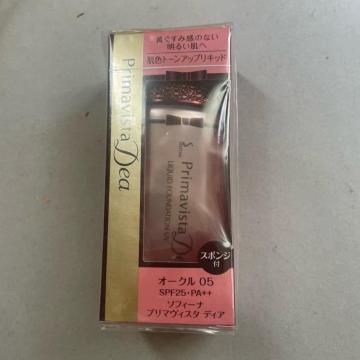 黄ぐすみ感のない
明るい肌へ
肌色トーンアップリキッド
Primavista Dea
Primavista
Dea
LIQUID FOUNDATION UV
スポンジ
付
オークル 05
SPF25・PA++
ソフィーナ
プリマヴィスタ ディア